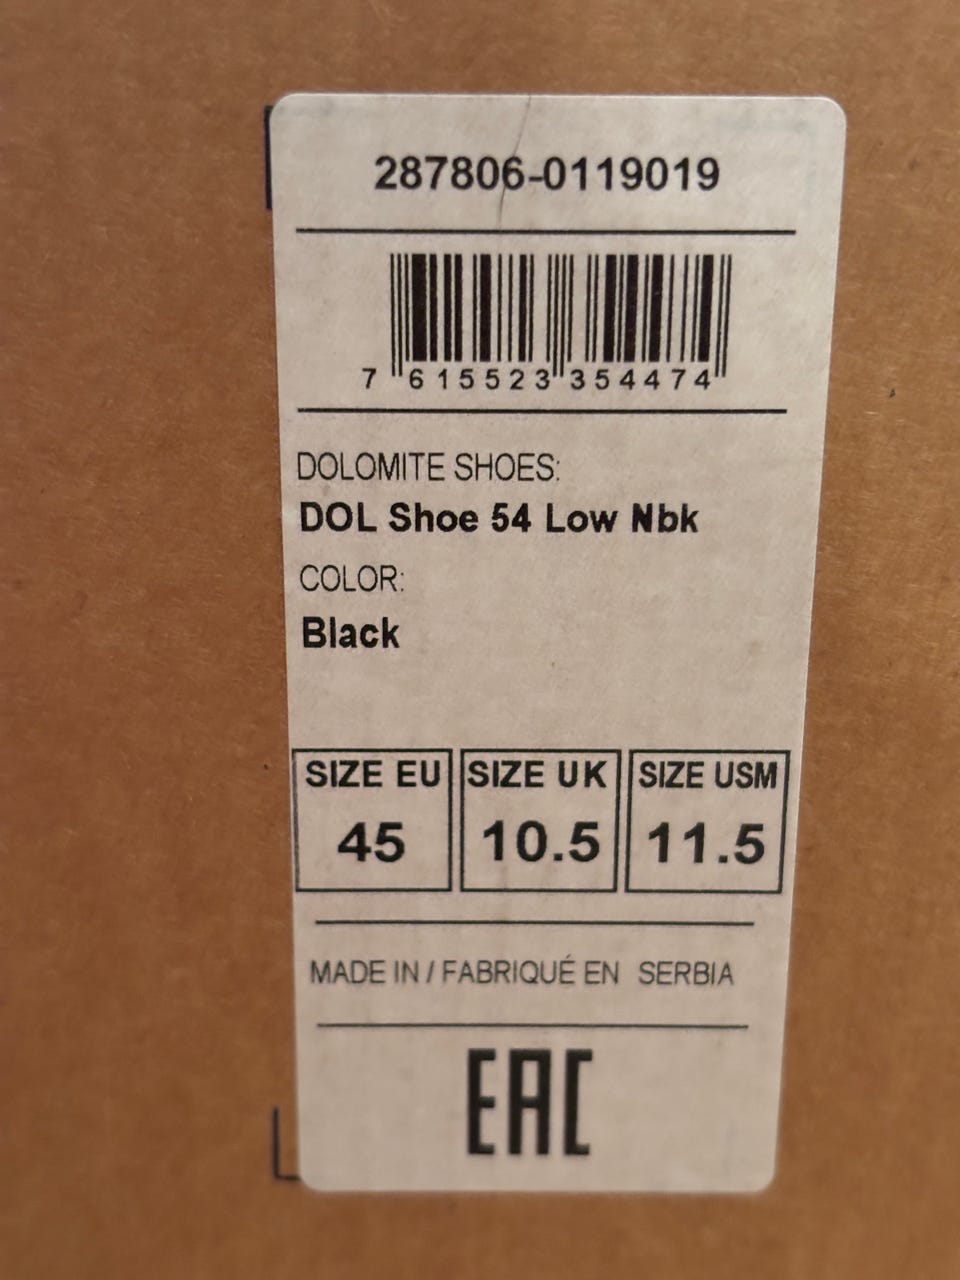 287806-0119019
7 615523 354474
DOLOMITE SHOES:
DOL Shoe 54 Low Nbk
COLOR:
Black
SIZE EU SIZE UK SIZE USM
45 10.5 11.5
MADE IN / FABRIQUÉ EN SERBIA
EAC